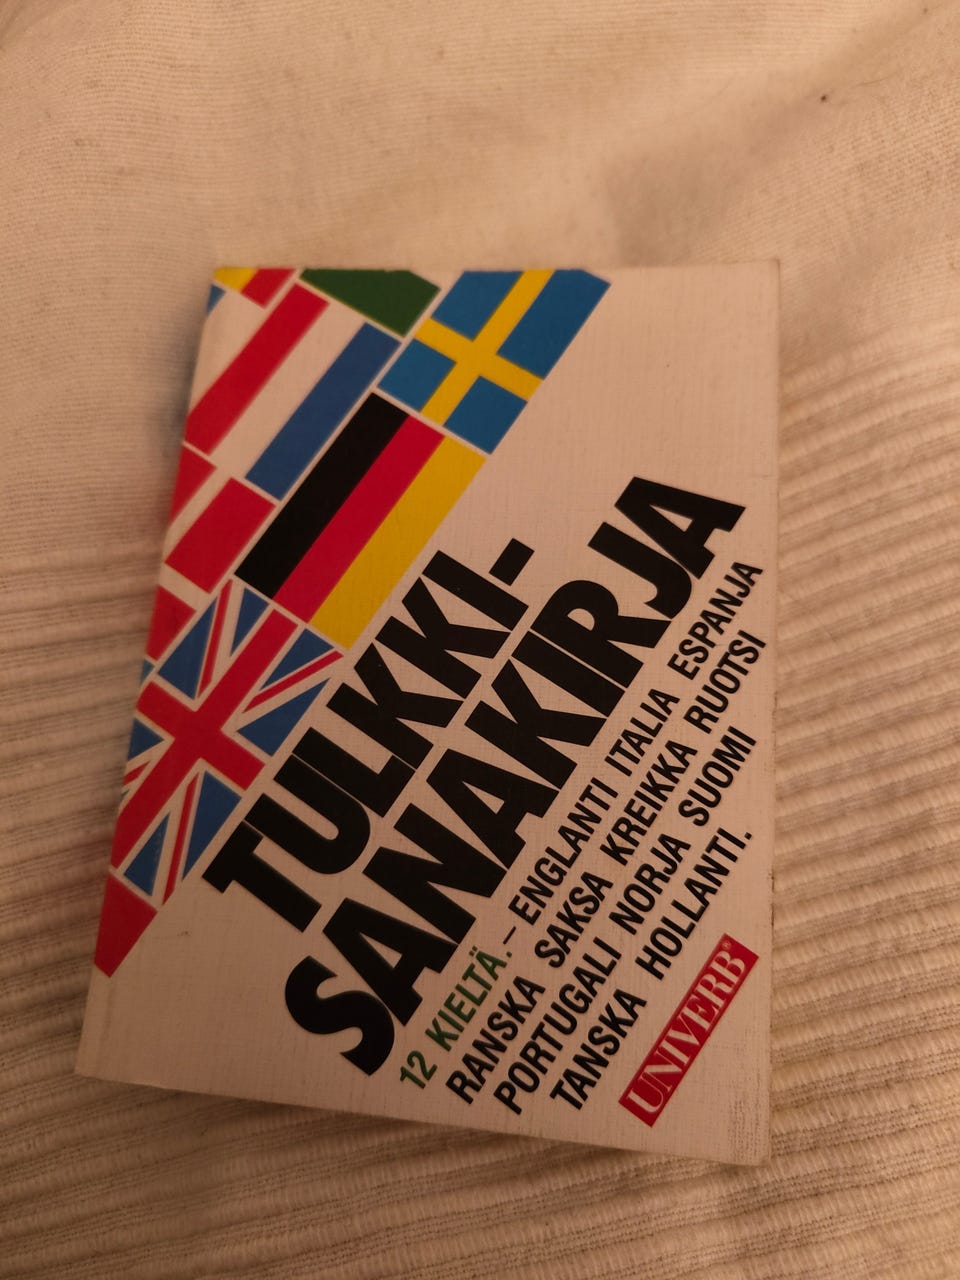 TULKKI-
SANAKIRJA
12 KIELTÄ.– ENGLANTI ITALIA ESPANJA
RANSKA SAKSA KREIKKA RUOTSI
PORTUGALI NORJA SUOMI
TANSKA HOLLANTI.
UNIVERB®